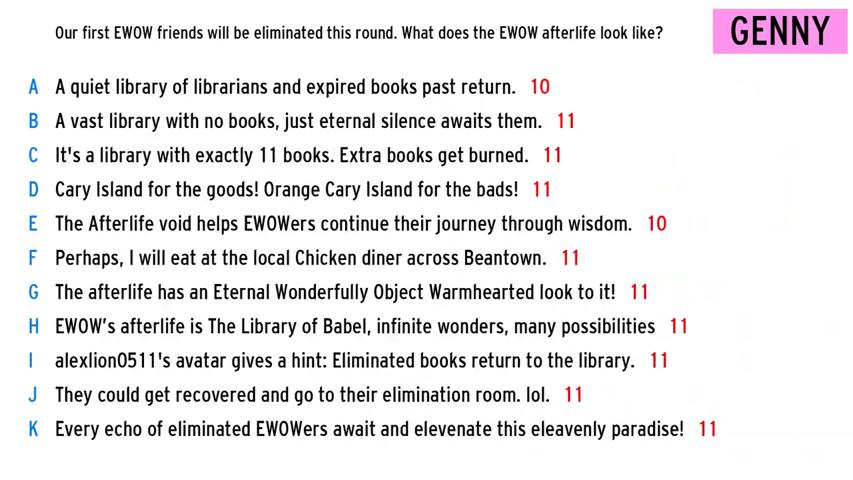 Our first EWOW friends will be eliminated this round. What does the EWOW afterlife look like?
GENNY
A A quiet library of librarians and expired books past return. 10
B A vast library with no books, just eternal silence awaits them. 11
C It's a library with exactly 11 books. Extra books get burned. 11
D Cary Island for the goods! Orange Cary Island for the bads! 11
E The Afterlife void helps EWOWers continue their journey through wisdom. 10
F Perhaps, I will eat at the local Chicken diner across Beantown. 11
G The afterlife has an Eternal Wonderfully Object Warmhearted look to it! 11
H EWOW's afterlife is The Library of Babel, infinite wonders, many possibilities 11
I alexlion0511's avatar gives a hint: Eliminated books return to the library. 11
J They could get recovered and go to their elimination room. lol. 11
K Every echo of eliminated EWOWers await and elevenate this eleavenly paradise! 11